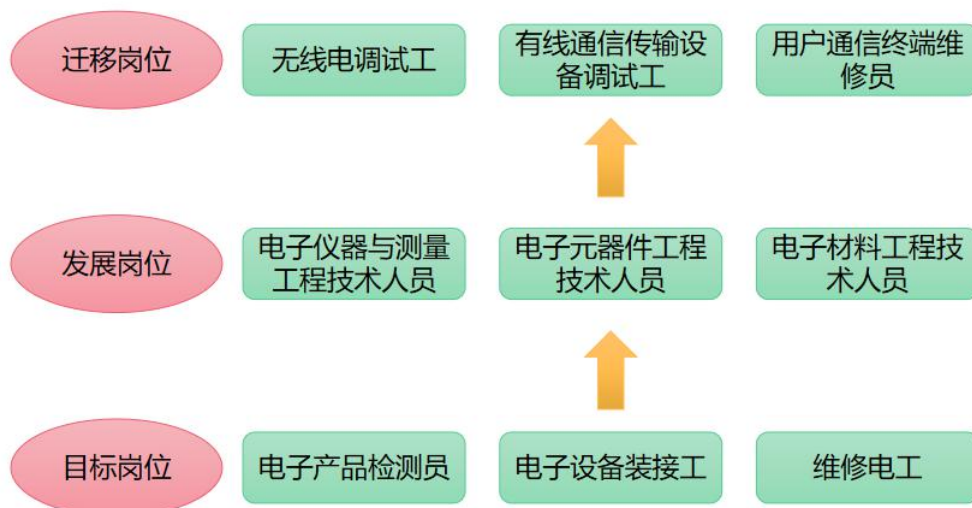 迁移岗位
无线电调试工
有线通信传输设
备调试工
用户通信终端维
修员
发展岗位
电子仪器与测量
工程技术人员
电子元器件工程
技术人员
电子材料工程技
术人员
目标岗位
电子产品检测员
电子设备装接工
维修电工